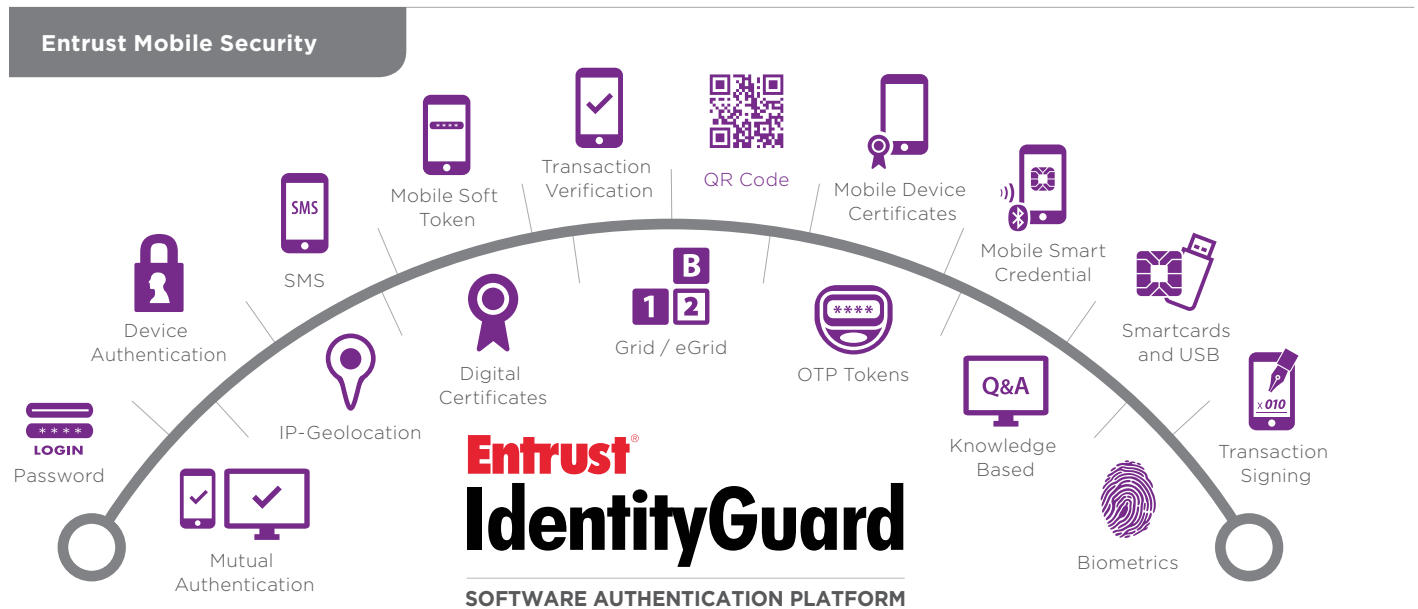 Entrust Mobile Security
****
LOGIN
Password
Device
Authentication
SMS
SMS
****
Mobile Soft
Token
Transaction
Verification
QR Code
Mobile Device
Certificates
Mobile Smart
Credential
Smartcards
and USB
x 010
Transaction
Signing
Mutual
Authentication
IP-Geolocation
Digital
Certificates
B
1 2
Grid / eGrid
****
OTP Tokens
Q&A
Knowledge
Based
Biometrics
Entrust®
IdentityGuard
SOFTWARE AUTHENTICATION PLATFORM